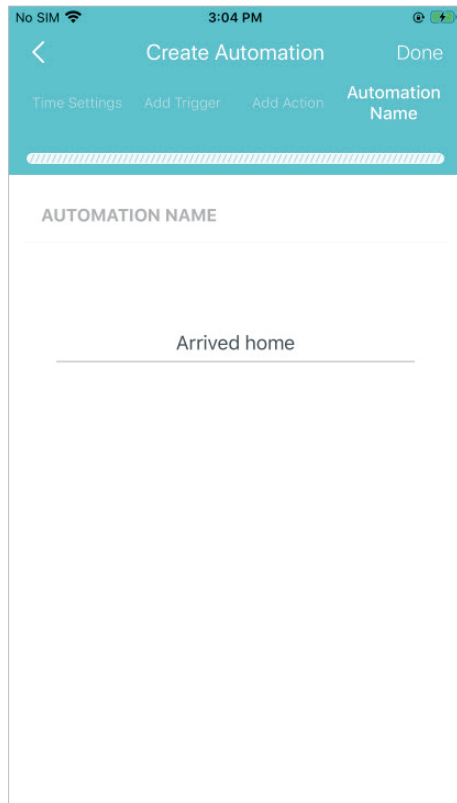 No SIM 3:04 PM
Create Automation Done
Time Settings Add Trigger Add Action Automation Name
AUTOMATION NAME
Arrived home